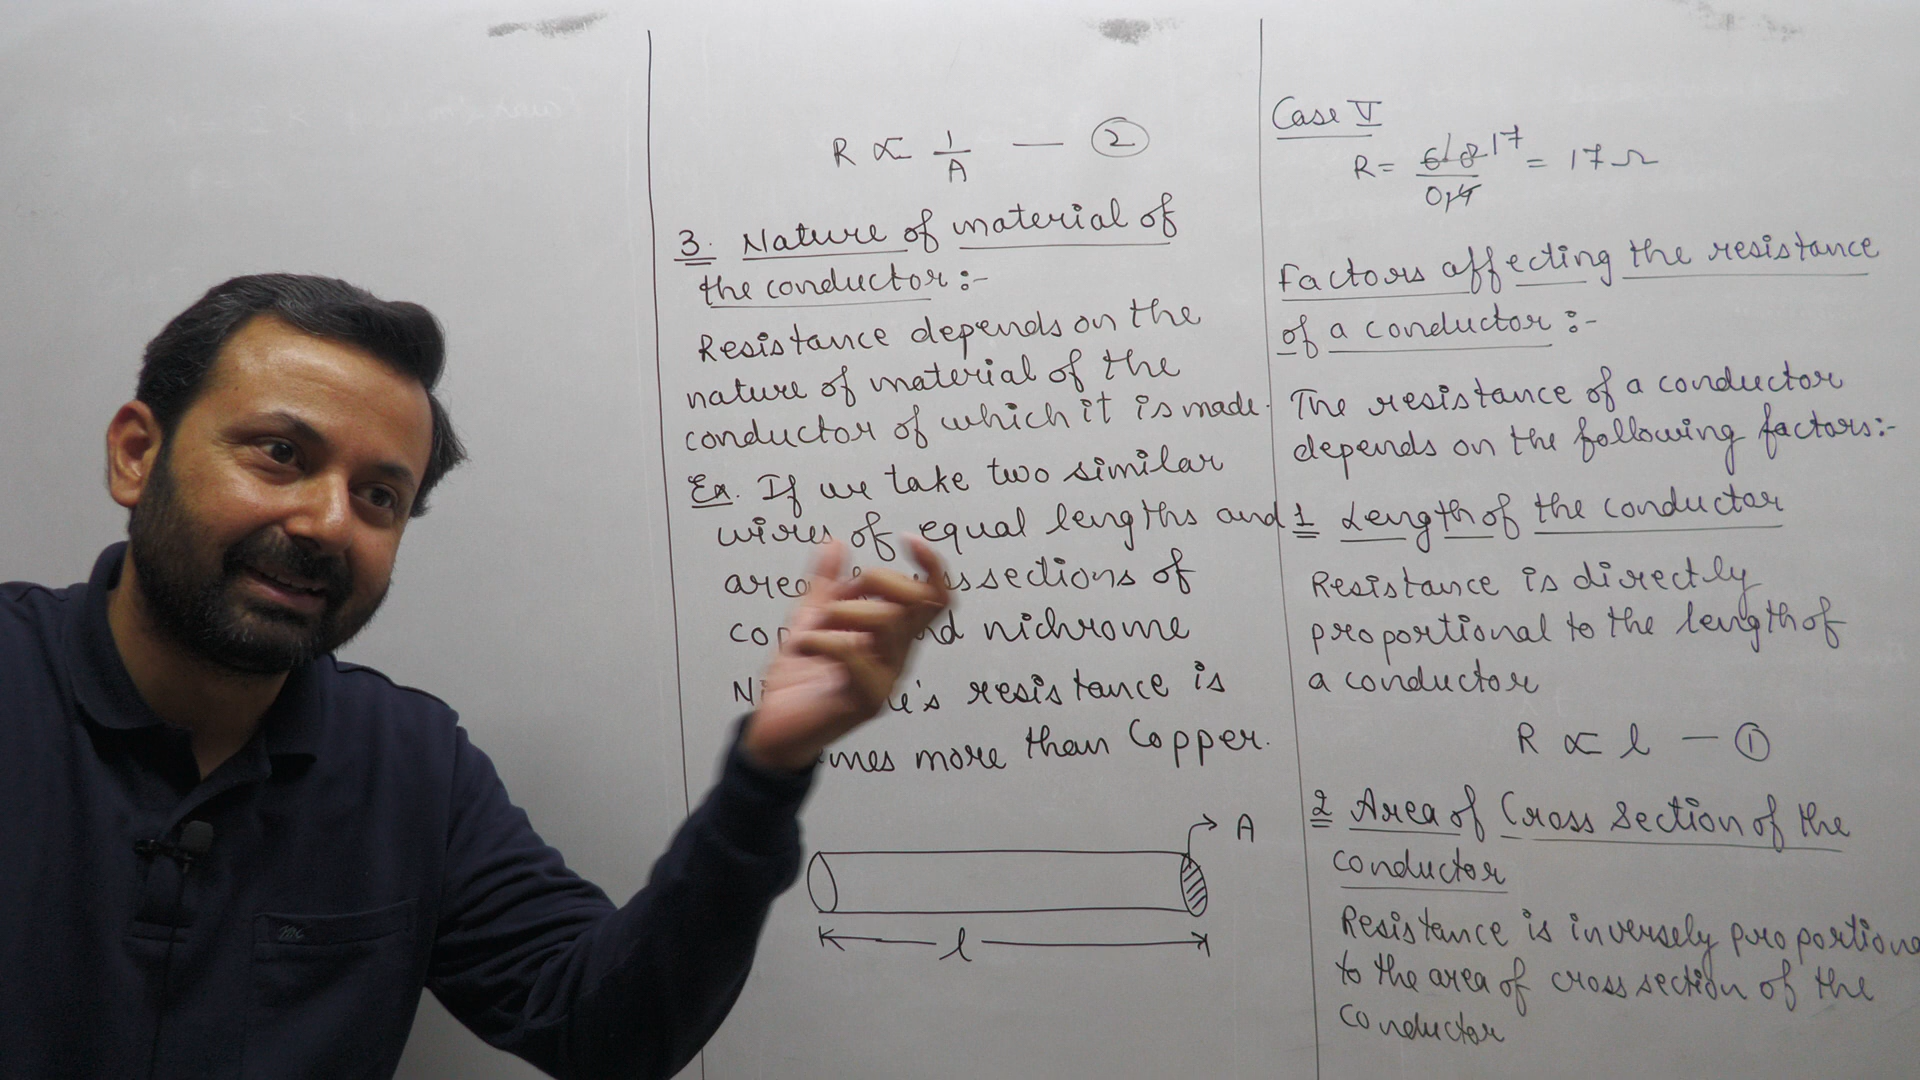 R ∝ 1/A — 2
3. Nature of material of
the conductor :-
Resistance depends on the
nature of material of the
conductor of which it is made.
Ex. If we take two similar
wires of equal lengths and
area sections of
nichrome
resistance is
more than Copper.
A
l
Case V
R = 6.8 17 / 0.4 = 17 Ω
Factors affecting the resistance
of a conductor :-
The resistance of a conductor
depends on the following factors:-
1 Length of the conductor
Resistance is directly
proportional to the length of
a conductor
R ∝ l — 1
2 Area of Cross Section of the
conductor
Resistance is inversely proportiona
to the area of cross section of the
conductor